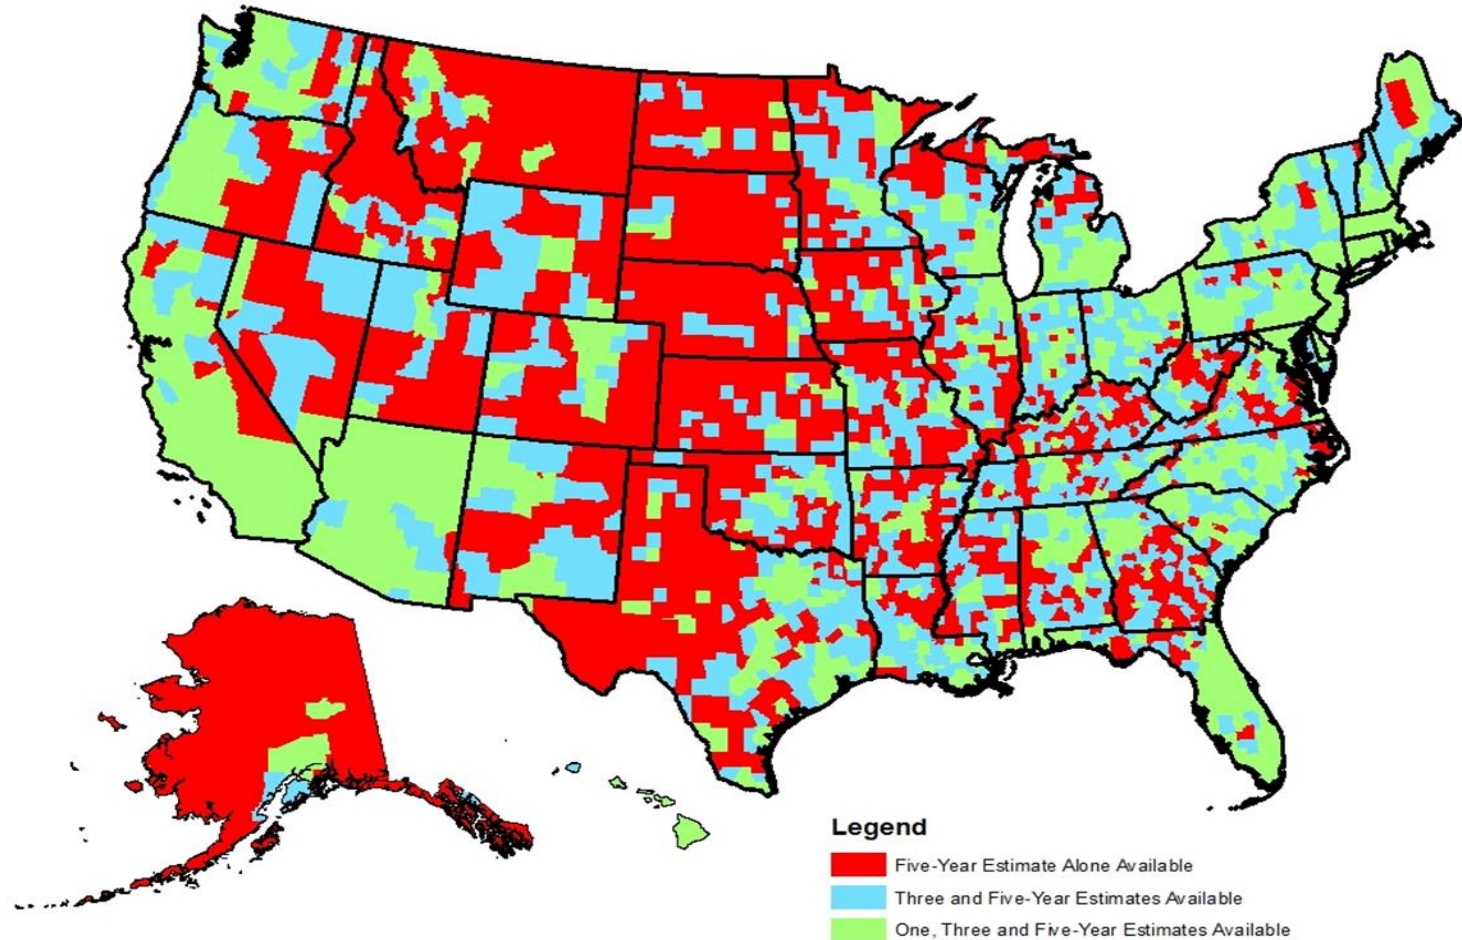 Legend
Five-Year Estimate Alone Available
Three and Five-Year Estimates Available
One, Three and Five-Year Estimates Available